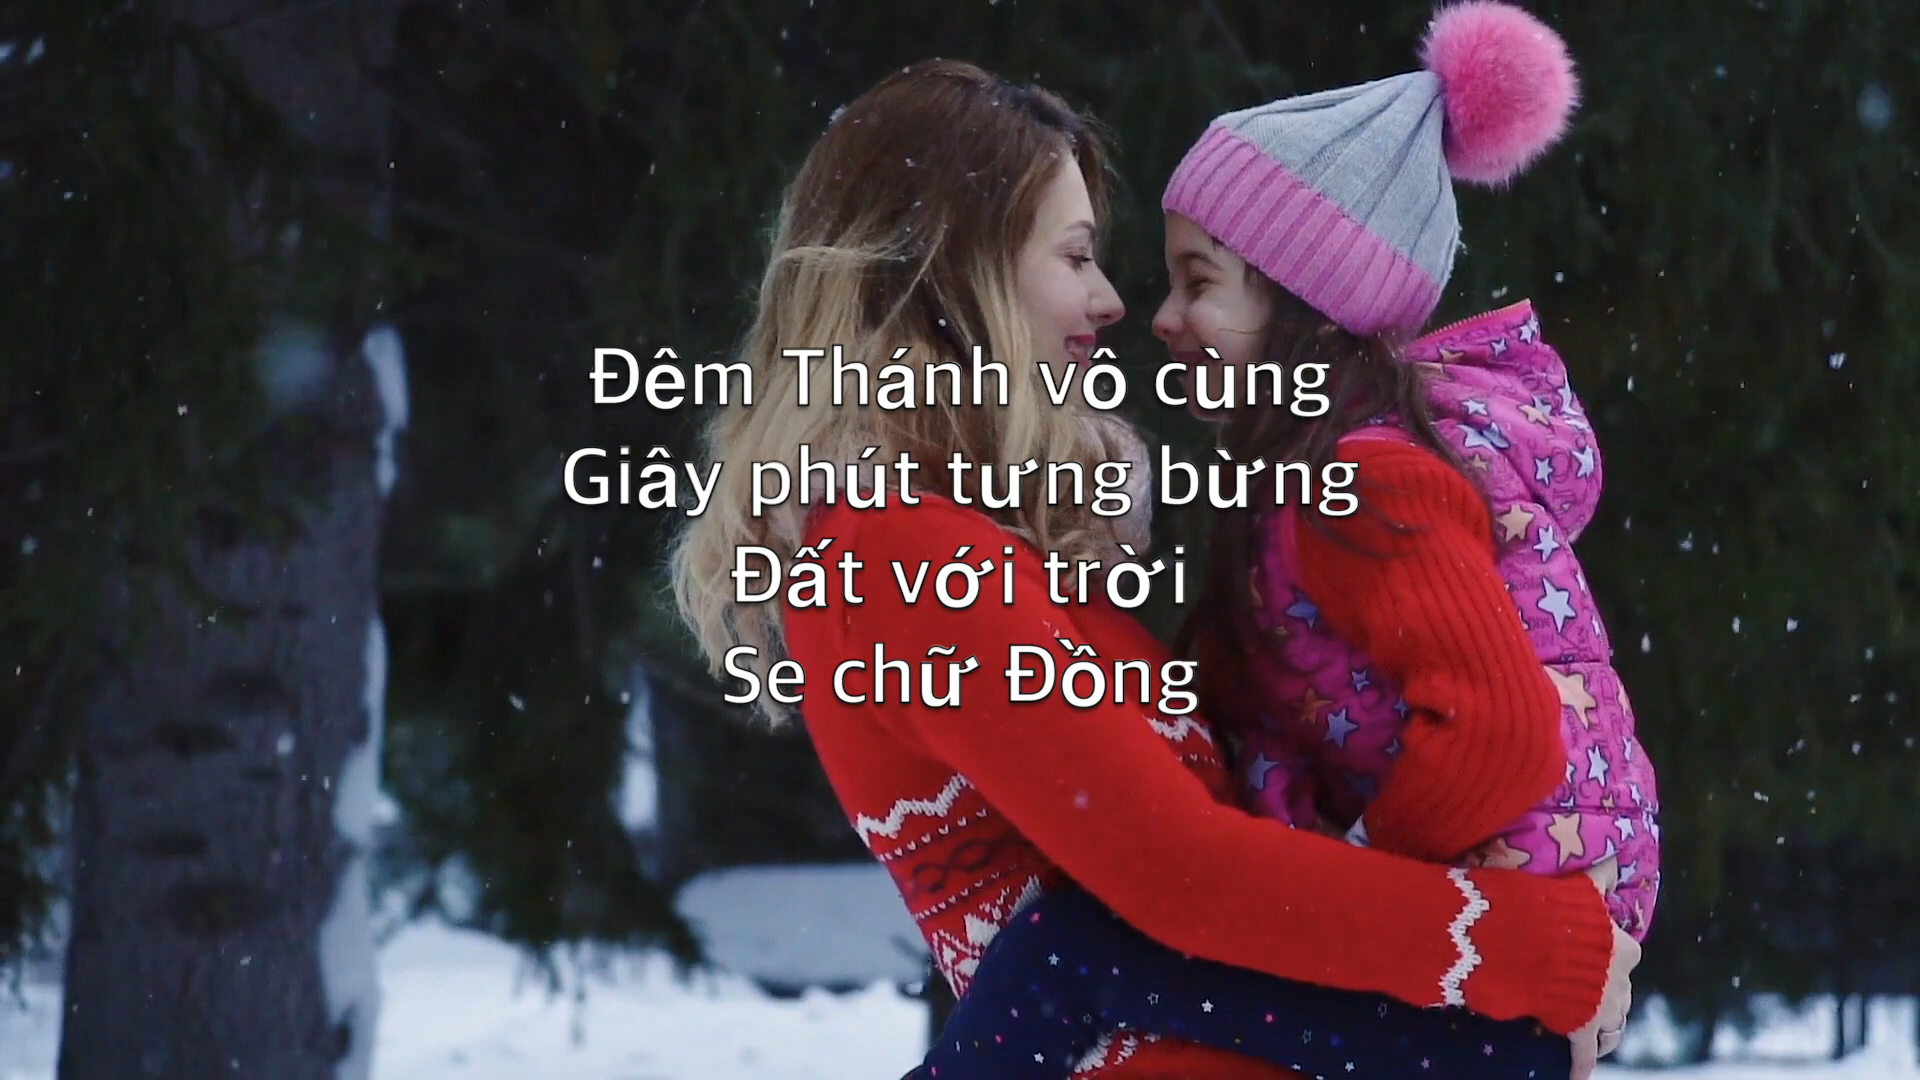 Đêm Thánh vô cùng
Giây phút tưng bừng
Đất với trời
Se chữ Đồng